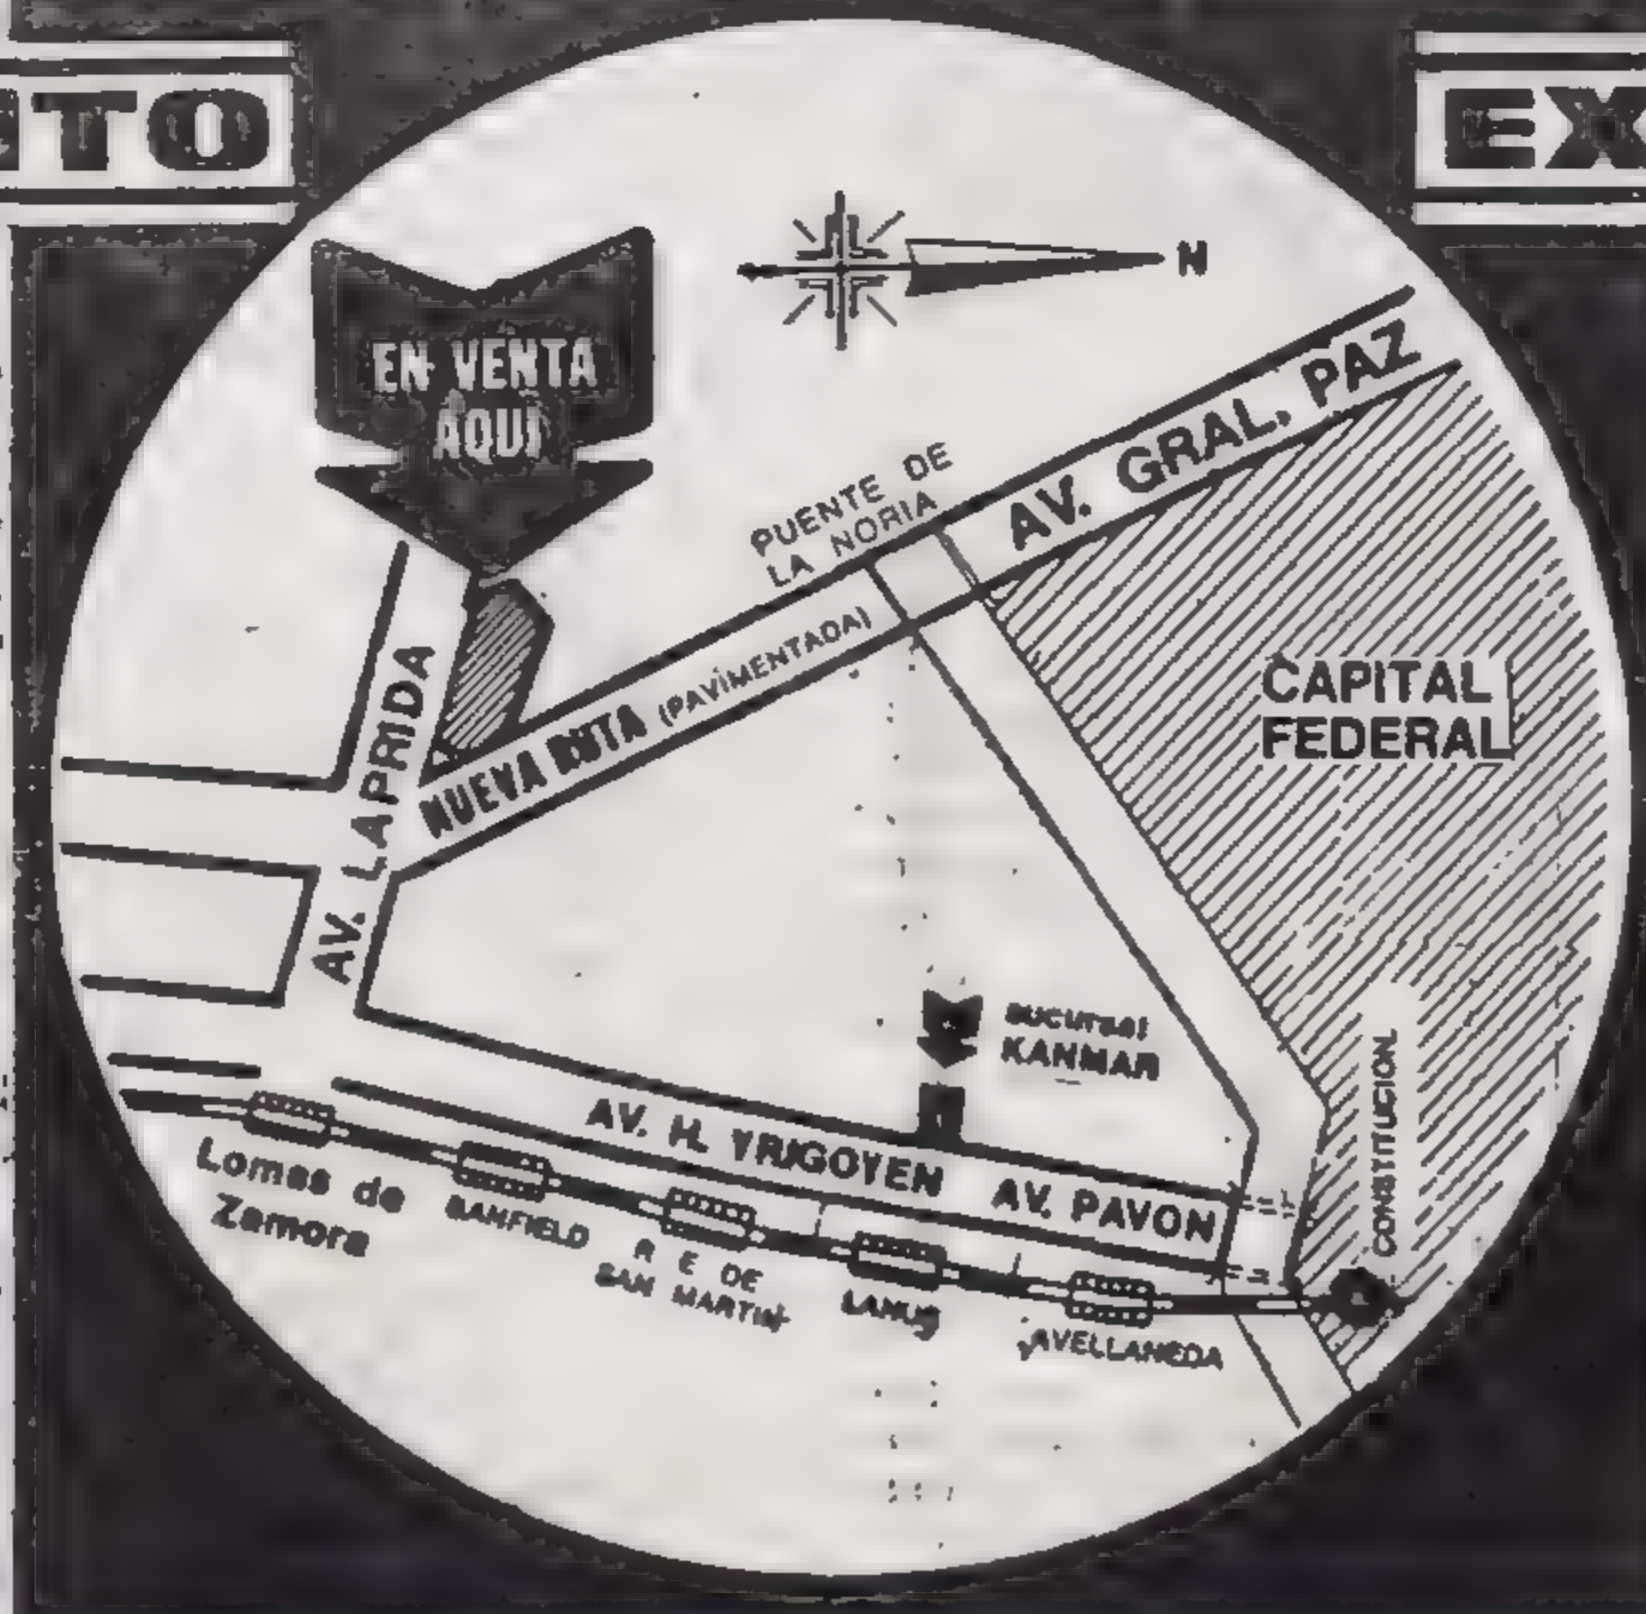 TO
EX
N
EN VENTA
AQUI
AV. GRAL. PAZ
PUENTE DE
LA NORIA
NUEVA RUTA (PAVIMENTADA)
AV. LAPRIDA
CAPITAL
FEDERAL
CONSTITUCION
Sucursal
KANMAR
AV. H. YRIGOYEN AV. PAVON
Lomas de
Zamora
BANFIELD
R E DE
SAN MARTIN
LANUS
AVELLANEDA